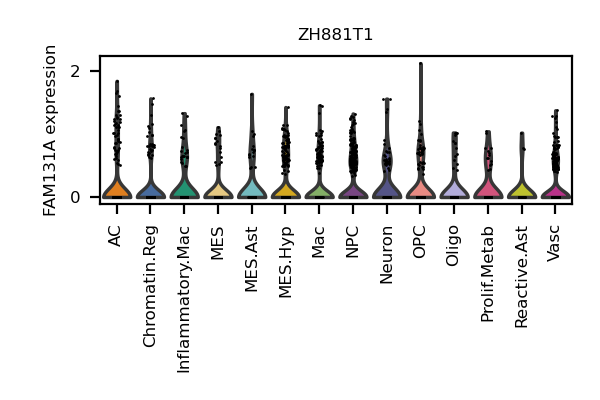 ZH881T1
FAM131A expression
2
0
AC
Chromatin.Reg
Inflammatory.Mac
MES
MES.Ast
MES.Hyp
Mac
NPC
Neuron
OPC
Oligo
Prolif.Metab
Reactive.Ast
Vasc